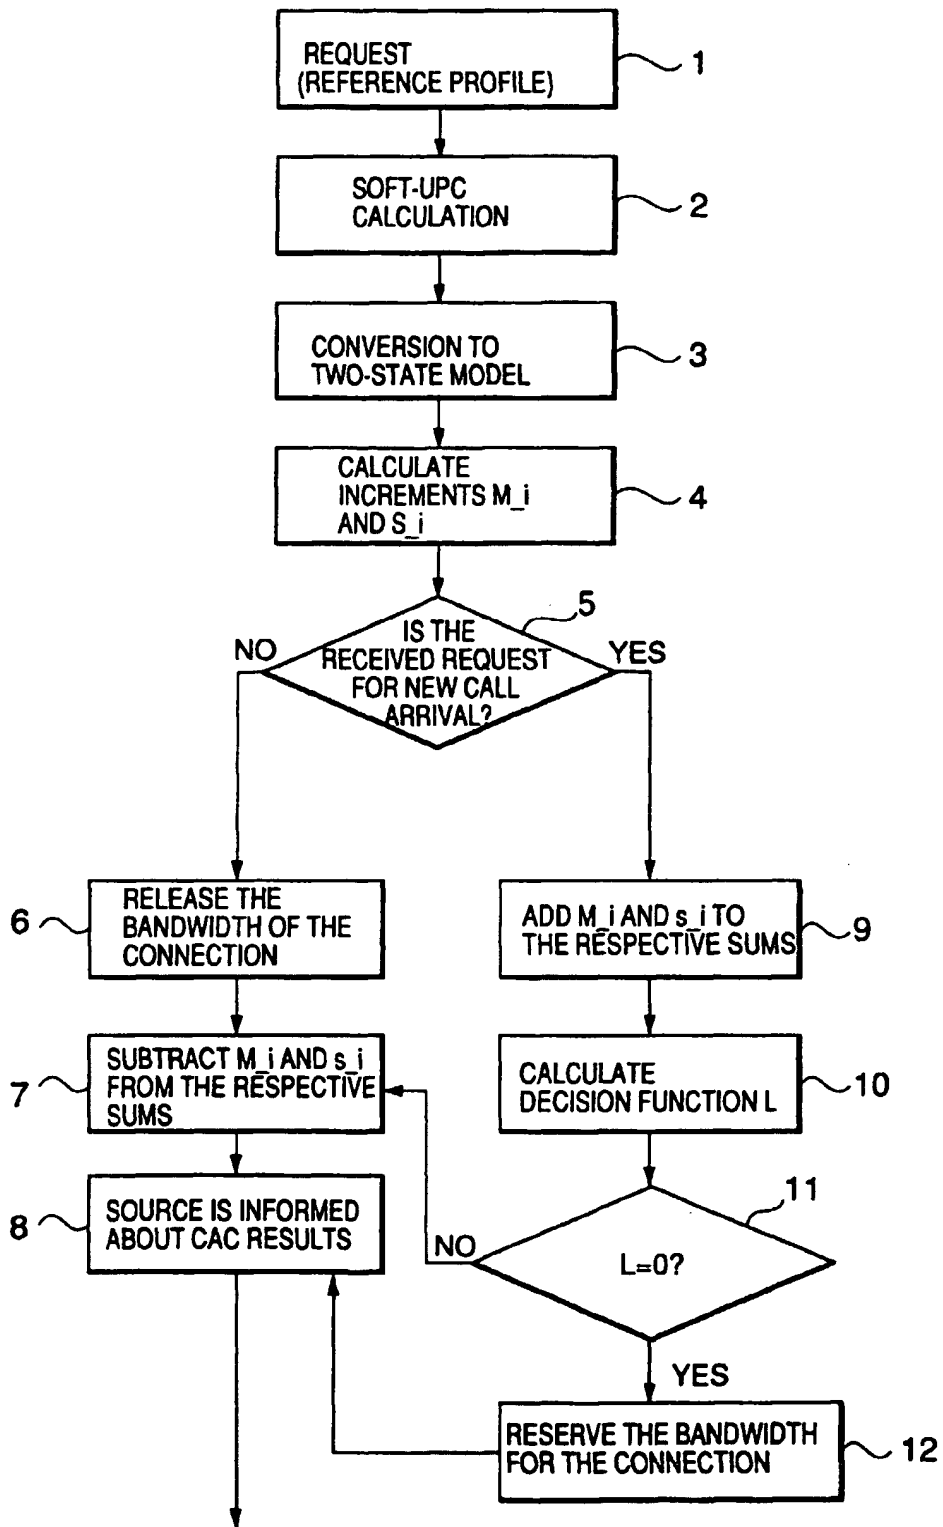 REQUEST
(REFERENCE PROFILE)
1
SOFT-UPC
CALCULATION
2
CONVERSION TO
TWO-STATE MODEL
3
CALCULATE
INCREMENTS M_i
AND S_i
4
5
IS THE
RECEIVED REQUEST
FOR NEW CALL
ARRIVAL?
NO
YES
6
RELEASE THE
BANDWIDTH OF THE
CONNECTION
ADD M_i AND s_i TO
THE RESPECTIVE SUMS
9
7
SUBTRACT M_i AND s_i
FROM THE RESPECTIVE
SUMS
CALCULATE
DECISION FUNCTION L
10
8
SOURCE IS INFORMED
ABOUT CAC RESULTS
11
NO
L=0?
YES
RESERVE THE BANDWIDTH
FOR THE CONNECTION
12